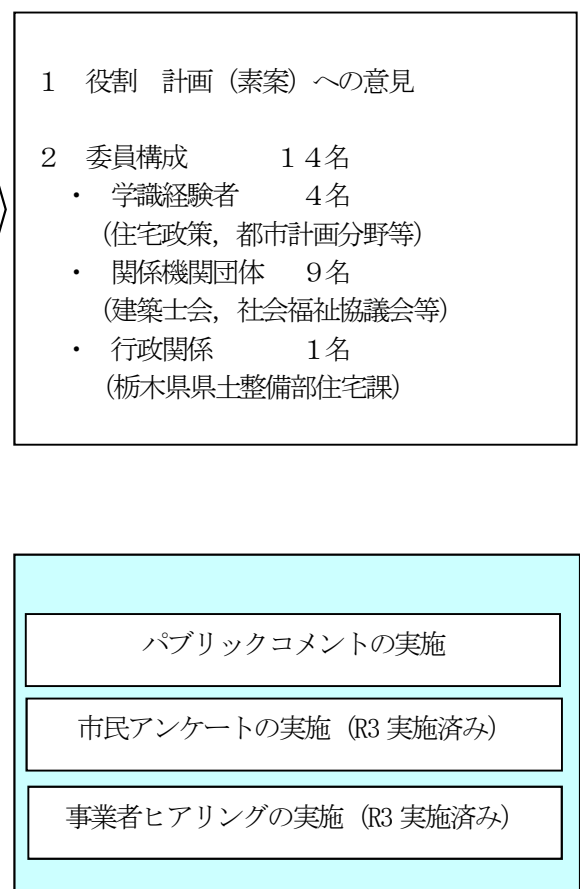 １　役割　計画（素案）への意見
２　委員構成　　　　１４名
・　学識経験者　　　４名
（住宅政策，都市計画分野等）
・　関係機関団体　　９名
（建築士会，社会福祉協議会等）
・　行政関係　　　　１名
（栃木県県土整備部住宅課）
パブリックコメントの実施
市民アンケートの実施（R3 実施済み）
事業者ヒアリングの実施（R3 実施済み）